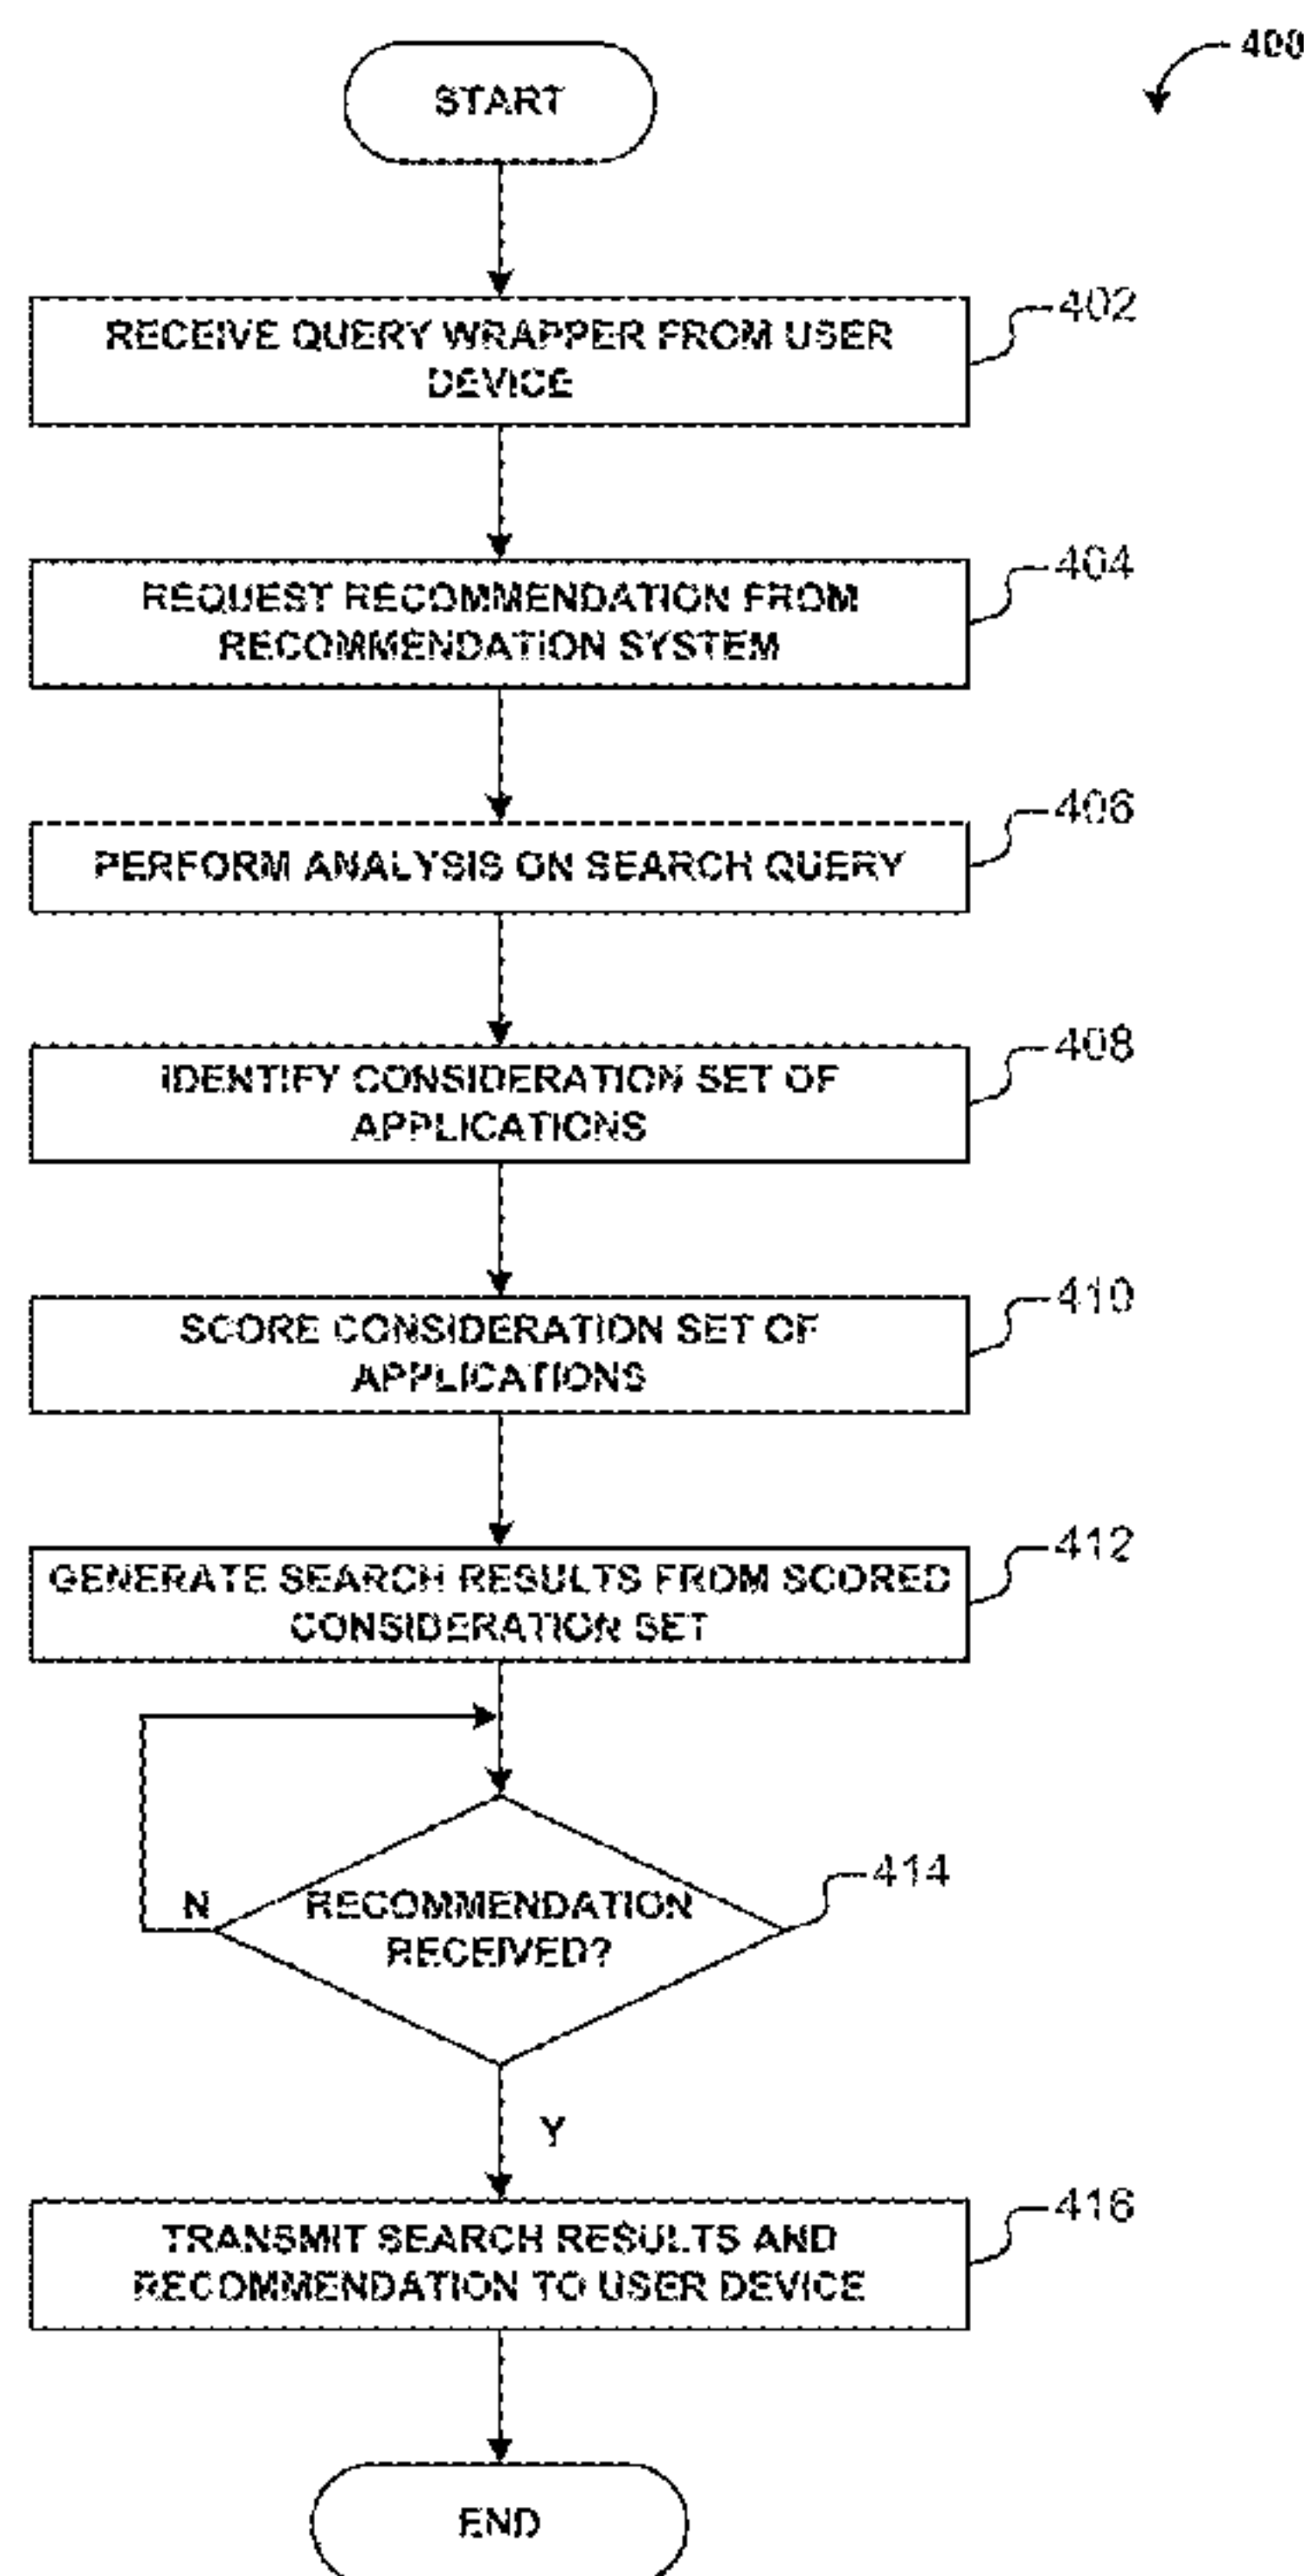 400
START
RECEIVE QUERY WRAPPER FROM USER
DEVICE
402
REQUEST RECOMMENDATION FROM
RECOMMENDATION SYSTEM
404
PERFORM ANALYSIS ON SEARCH QUERY
406
IDENTIFY CONSIDERATION SET OF
APPLICATIONS
408
SCORE CONSIDERATION SET OF
APPLICATIONS
410
GENERATE SEARCH RESULTS FROM SCORED
CONSIDERATION SET
412
N
RECOMMENDATION
RECEIVED?
414
Y
TRANSMIT SEARCH RESULTS AND
RECOMMENDATION TO USER DEVICE
416
END